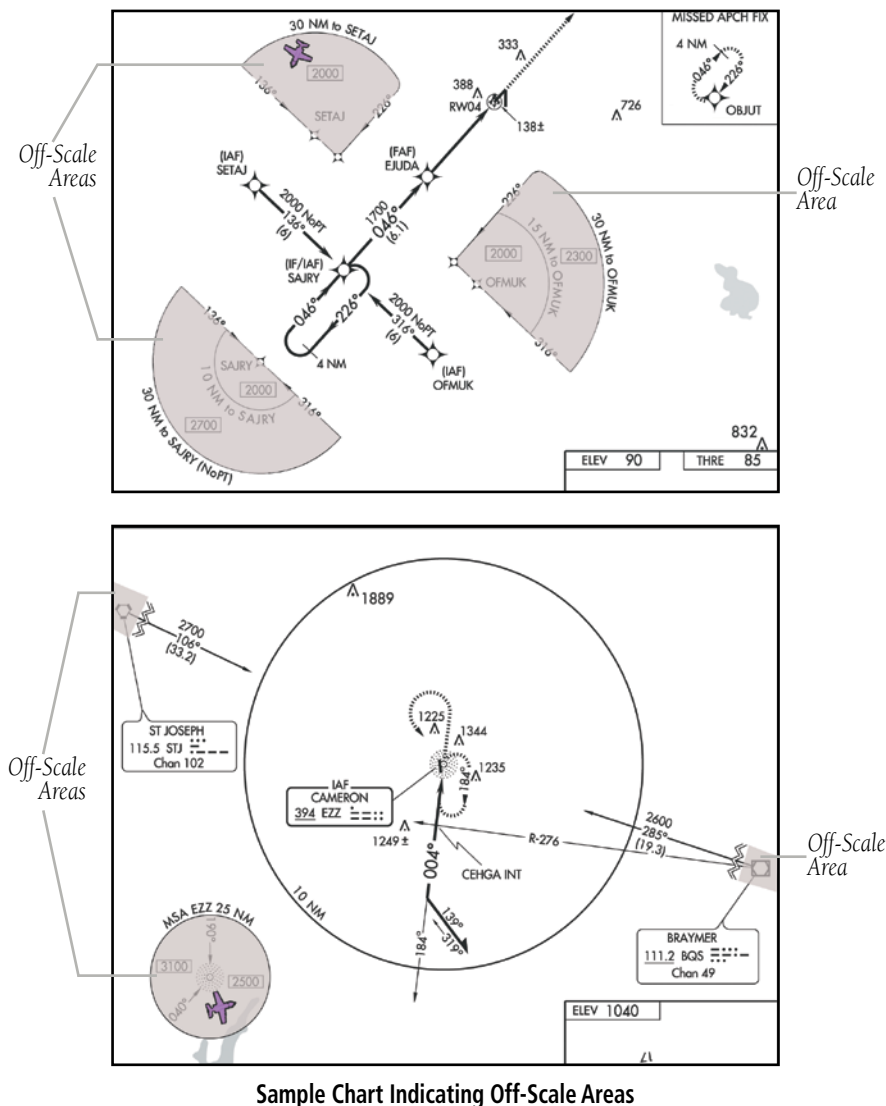 30 NM to SETAJ
2000
136°
226°
SETAJ
Off-Scale
Areas
333
388
RW04
138±
726
MISSED APCH FIX
4 NM
046°
226°
OBJUT
(IAF)
SETAJ
2000 NoPT
136°
(6)
(FAF)
EJUDA
1700
046°
(6.1)
(IF/IAF)
SAJRY
046°
226°
4 NM
2000 NoPT
316°
(6)
(IAF)
OFMUK
226°
2000
15 NM to OFMUK
2300
30 NM to OFMUK
OFMUK
316°
Off-Scale
Area
136°
SAJRY
2000
10 NM to SAJRY
316°
2700
30 NM to SAJRY (NoPT)
832
ELEV 90
THRE 85
1889
2700
106°
(33.2)
ST JOSEPH
115.5 STJ
Chan 102
Off-Scale
Areas
1225
1344
1235
184°
IAF
CAMERON
394 EZZ
1249±
004°
CEHGA INT
R-276
2600
285°
(19.3)
Off-Scale
Area
10 NM
139°
319°
184°
BRAYMER
111.2 BQS
Chan 49
MSA EZZ 25 NM
190°
3100
2500
040°
ELEV 1040
17
Sample Chart Indicating Off-Scale Areas